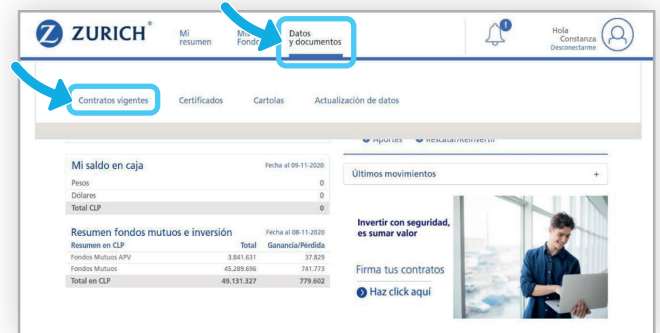 ZURICH®
Mi
resumen
Datos
y documentos
!
Hola
Constanza
Desconectarme
Contratos vigentes
Certificados
Cartolas
Actualización de datos
Aportes
Rescatar/Reinvertir
Mi saldo en caja
Fecha al 09-11-2020
Pesos 0
Dólares 0
Total CLP 0
Últimos movimientos +
Resumen fondos mutuos e inversión
Fecha al 08-11-2020
Resumen en CLP Total Ganancia/Pérdida
Fondos Mutuos APV 3.841.631 37.829
Fondos Mutuos 45.289.696 741.773
Total en CLP 49.131.327 779.602
Invertir con seguridad,
es sumar valor
Firma tus contratos
Haz click aquí